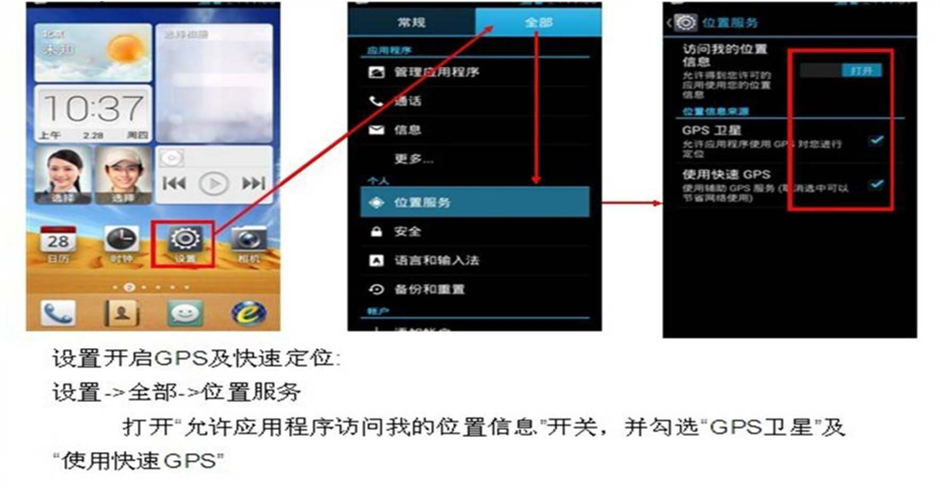 北京
未知
选择相册
10:37
上午 2.28 周四
选择
选择
28
日历
时钟
设置
相机
常规
全部
应用程序
管理应用程序
通话
信息
更多...
个人
位置服务
安全
语言和输入法
备份和重置
帐户
添加帐户
位置服务
访问我的位置
信息
打开
允许得到您许可的
应用使用您的位置
信息
位置信息来源
GPS 卫星
允许应用程序使用 GPS 对您进行
定位
使用快速 GPS
使用辅助 GPS 服务(取消选中可以
节省网络使用)
设置开启GPS及快速定位:
设置->全部->位置服务
打开“允许应用程序访问我的位置信息”开关，并勾选“GPS卫星”及
“使用快速GPS”